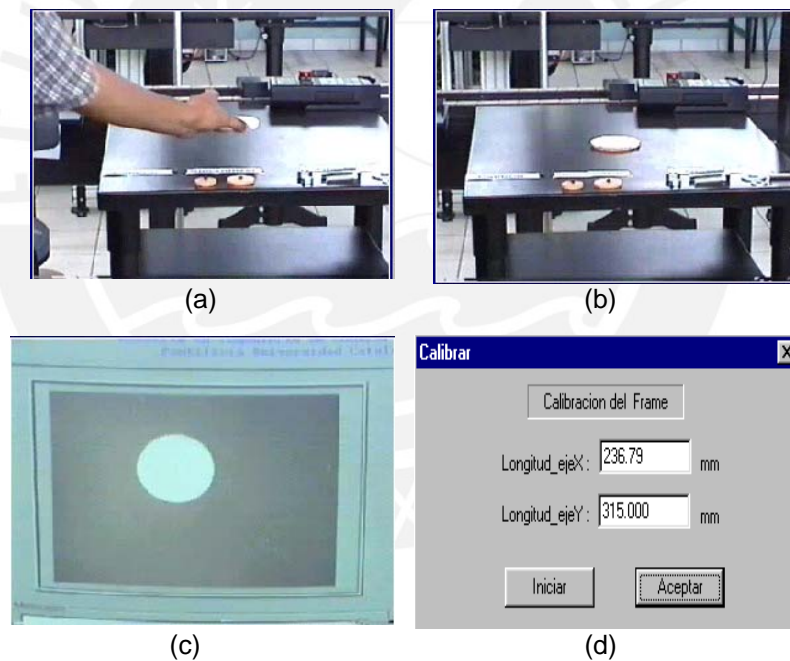 (a)
(b)
Pontificia Universidad Catol
(c)
Calibrar
Calibracion del Frame
Longitud_ejeX : 236.79 mm
Longitud_ejeY : 315.000 mm
Iniciar Aceptar
(d)